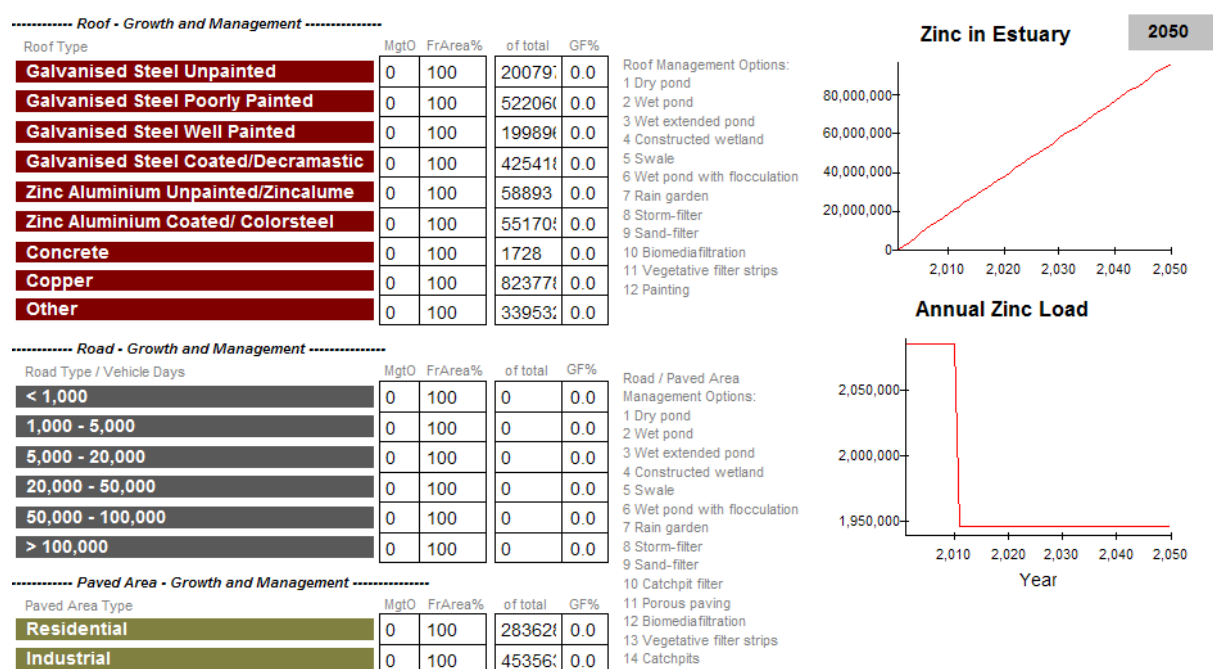 ------------ Roof - Growth and Management ---------------
Roof Type MgtO FrArea% of total GF%
Galvanised Steel Unpainted 0 100 0.0
Galvanised Steel Poorly Painted 0 100 0.0
Galvanised Steel Well Painted 0 100 0.0
Galvanised Steel Coated/Decramastic 0 100 0.0
Zinc Aluminium Unpainted/Zincalume 0 100 58893 0.0
Zinc Aluminium Coated/ Colorsteel 0 100 0.0
Concrete 0 100 1728 0.0
Copper 0 100 0.0
Other 0 100 0.0
Roof Management Options:
1 Dry pond
2 Wet pond
3 Wet extended pond
4 Constructed wetland
5 Swale
6 Wet pond with flocculation
7 Rain garden
8 Storm-filter
9 Sand-filter
10 Biomediafiltration
11 Vegetative filter strips
12 Painting
------------ Road - Growth and Management ---------------
Road Type / Vehicle Days MgtO FrArea% of total GF%
< 1,000 0 100 0 0.0
1,000 - 5,000 0 100 0 0.0
5,000 - 20,000 0 100 0 0.0
20,000 - 50,000 0 100 0 0.0
50,000 - 100,000 0 100 0 0.0
> 100,000 0 100 0 0.0
Road / Paved Area
Management Options:
1 Dry pond
2 Wet pond
3 Wet extended pond
4 Constructed wetland
5 Swale
6 Wet pond with flocculation
7 Rain garden
8 Storm-filter
9 Sand-filter
10 Catchpit filter
11 Porous paving
12 Biomediafiltration
13 Vegetative filter strips
14 Catchpits
------------ Paved Area - Growth and Management ---------------
Paved Area Type MgtO FrArea% of total GF%
Residential 0 100 0.0
Industrial 0 100 0.0
Zinc in Estuary
2050
80,000,000
60,000,000
40,000,000
20,000,000
0
2,010 2,020 2,030 2,040 2,050
Annual Zinc Load
2,050,000
2,000,000
1,950,000
2,010 2,020 2,030 2,040 2,050
Year